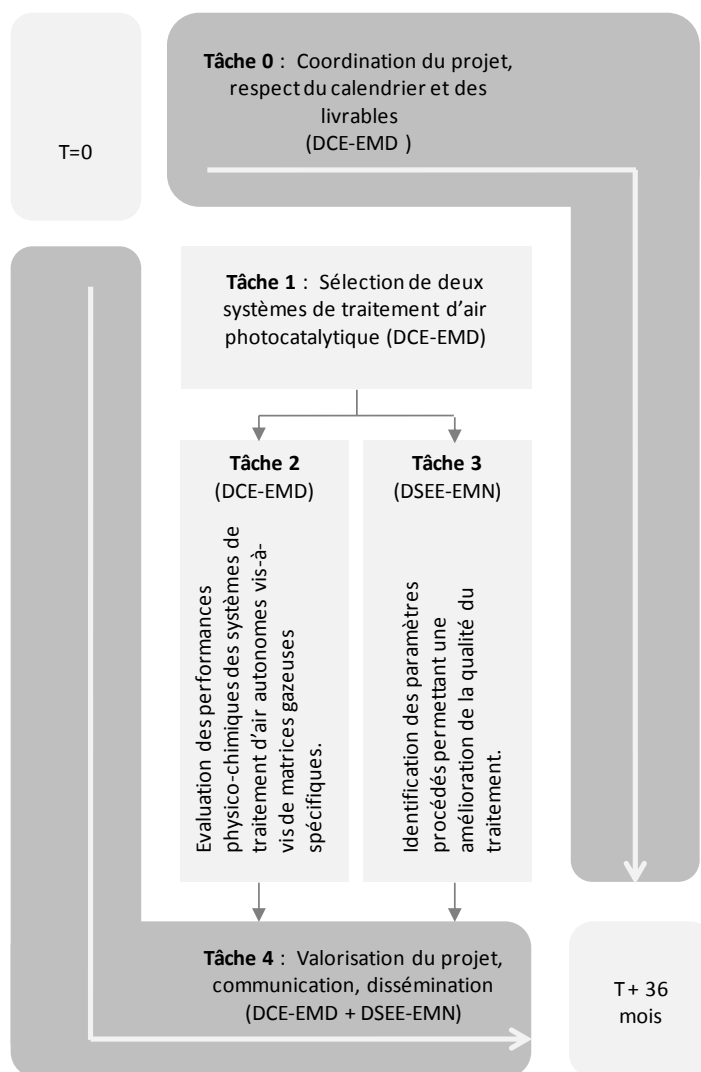 T=0
Tâche 0 : Coordination du projet,
respect du calendrier et des
livrables
(DCE-EMD )
Tâche 1 : Sélection de deux
systèmes de traitement d’air
photocatalytique (DCE-EMD)
Tâche 2
(DCE-EMD)
Evaluation des performances
physico-chimiques des systèmes de
traitement d’air autonomes vis-à-
vis de matrices gazeuses
spécifiques.
Tâche 3
(DSEE-EMN)
Identification des paramètres
procédés permettant une
amélioration de la qualité du
traitement.
Tâche 4 : Valorisation du projet,
communication, dissémination
(DCE-EMD + DSEE-EMN)
T + 36
mois